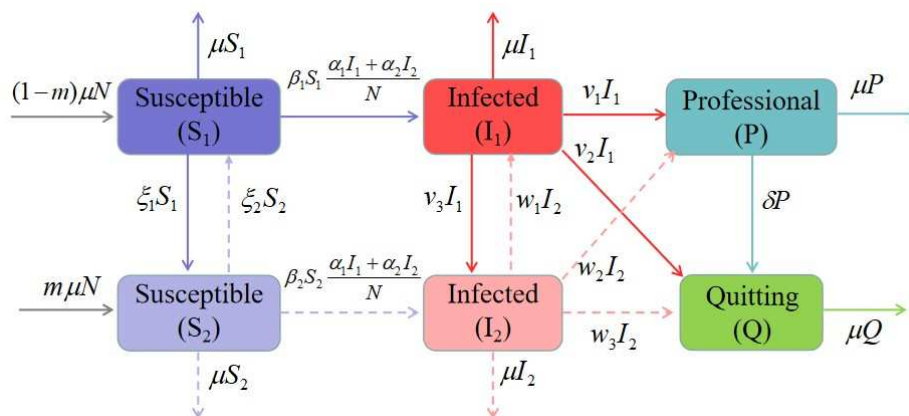 μS₁
μI₁
(1−m)μN
Susceptible
(S₁)
β₁S₁ (α₁I₁ + α₂I₂)/N
Infected
(I₁)
v₁I₁
Professional
(P)
μP
v₂I₁
ξ₁S₁
ξ₂S₂
v₃I₁
w₁I₂
δP
w₂I₂
mμN
Susceptible
(S₂)
β₂S₂ (α₁I₁ + α₂I₂)/N
Infected
(I₂)
w₃I₂
Quitting
(Q)
μQ
μS₂
μI₂